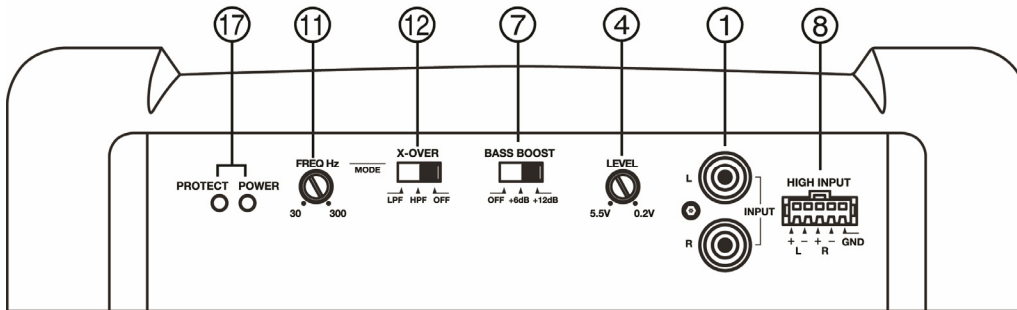 17 11 12 7 4 1 8
PROTECT POWER
FREQ Hz
30 300
MODE
X-OVER
LPF HPF OFF
BASS BOOST
OFF +6dB +12dB
LEVEL
5.5V 0.2V
L
INPUT
R
HIGH INPUT
+ - + - GND
L R